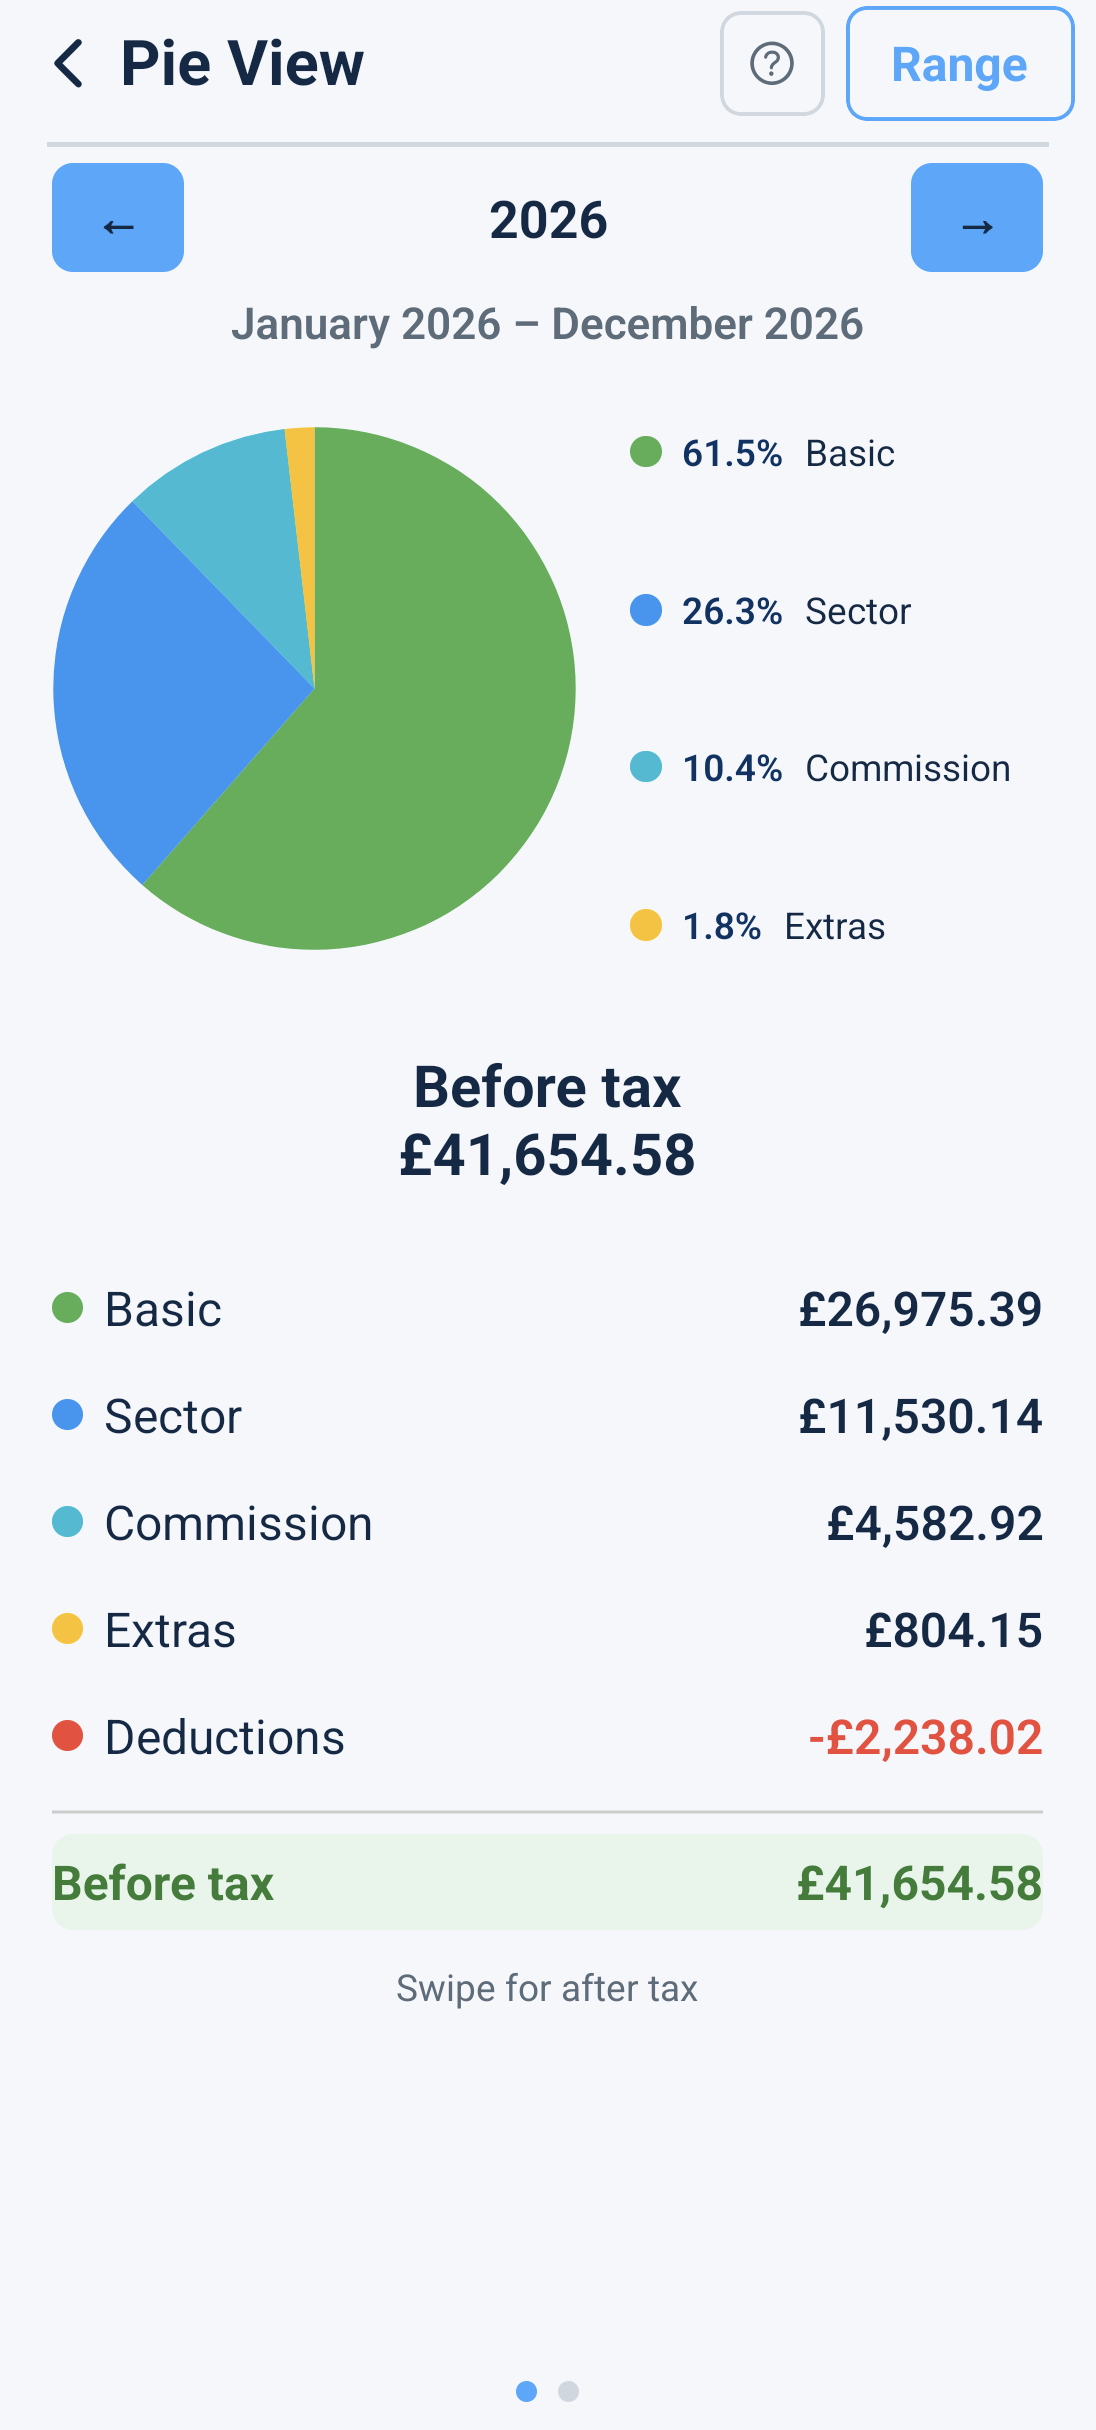 Pie View
Range
←
2026
→
January 2026 – December 2026
61.5% Basic
26.3% Sector
10.4% Commission
1.8% Extras
Before tax
£41,654.58
Basic £26,975.39
Sector £11,530.14
Commission £4,582.92
Extras £804.15
Deductions -£2,238.02
Before tax £41,654.58
Swipe for after tax